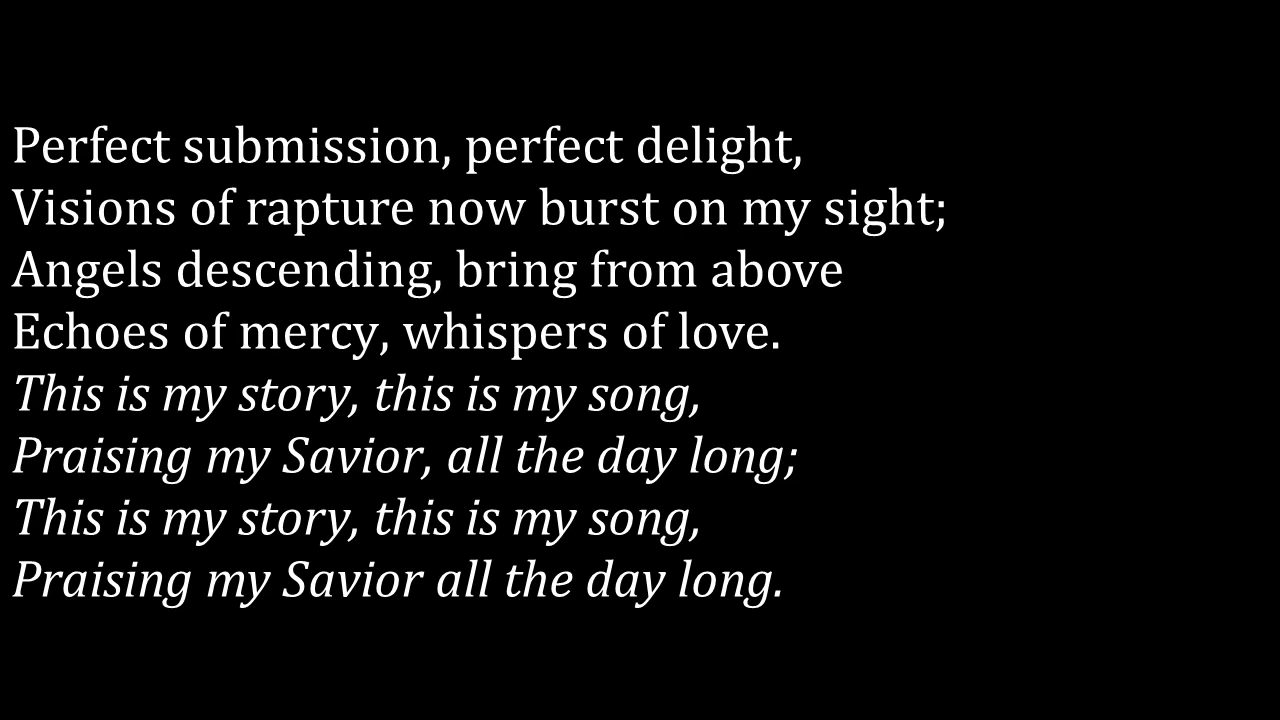 Perfect submission, perfect delight,
Visions of rapture now burst on my sight;
Angels descending, bring from above
Echoes of mercy, whispers of love.
This is my story, this is my song,
Praising my Savior, all the day long;
This is my story, this is my song,
Praising my Savior all the day long.